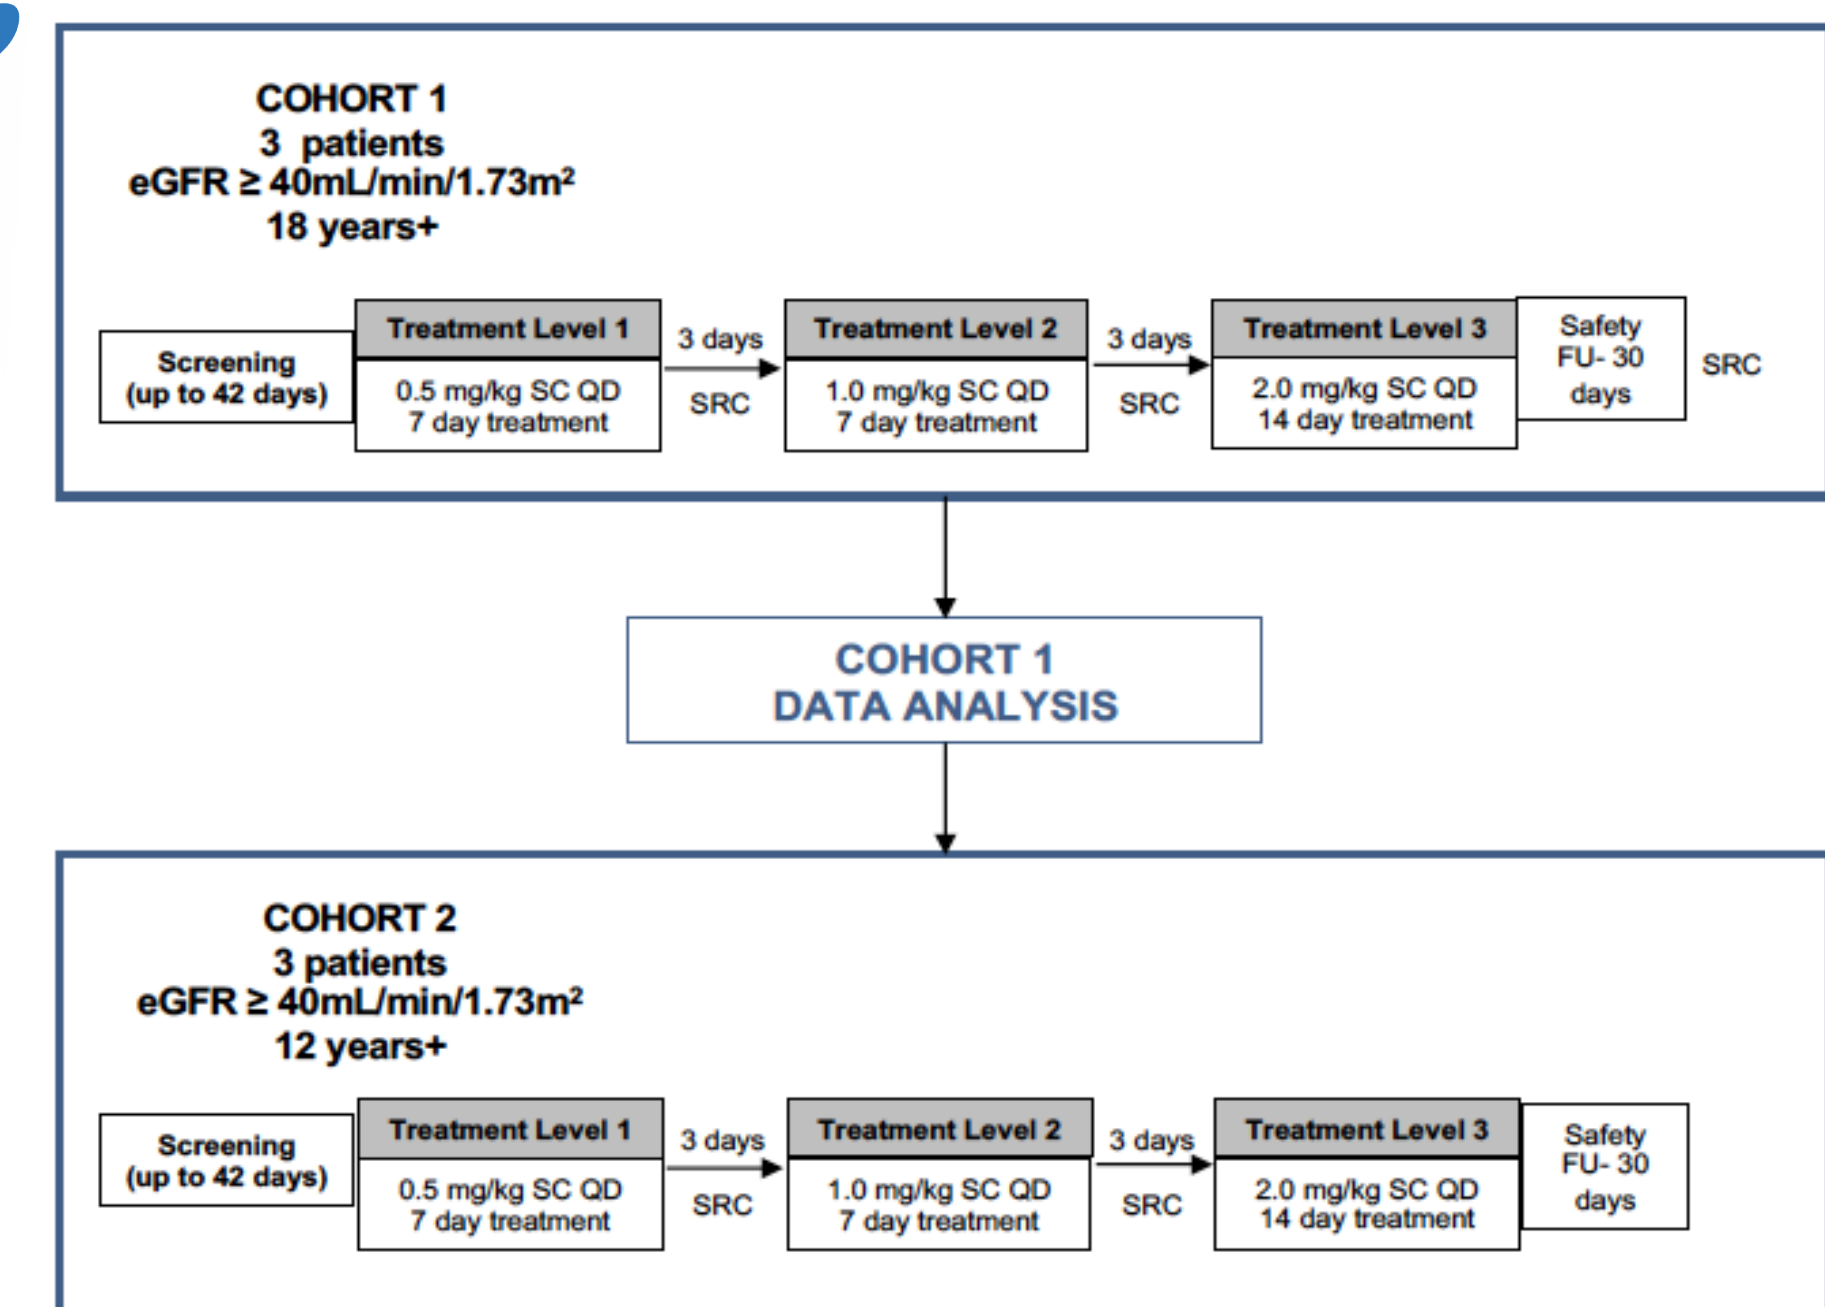 COHORT 1
3 patients
eGFR ≥ 40mL/min/1.73m²
18 years+
Screening
(up to 42 days)
Treatment Level 1
0.5 mg/kg SC QD
7 day treatment
3 days
SRC
Treatment Level 2
1.0 mg/kg SC QD
7 day treatment
3 days
SRC
Treatment Level 3
2.0 mg/kg SC QD
14 day treatment
Safety
FU- 30
days
SRC
COHORT 1
DATA ANALYSIS
COHORT 2
3 patients
eGFR ≥ 40mL/min/1.73m²
12 years+
Screening
(up to 42 days)
Treatment Level 1
0.5 mg/kg SC QD
7 day treatment
3 days
SRC
Treatment Level 2
1.0 mg/kg SC QD
7 day treatment
3 days
SRC
Treatment Level 3
2.0 mg/kg SC QD
14 day treatment
Safety
FU- 30
days